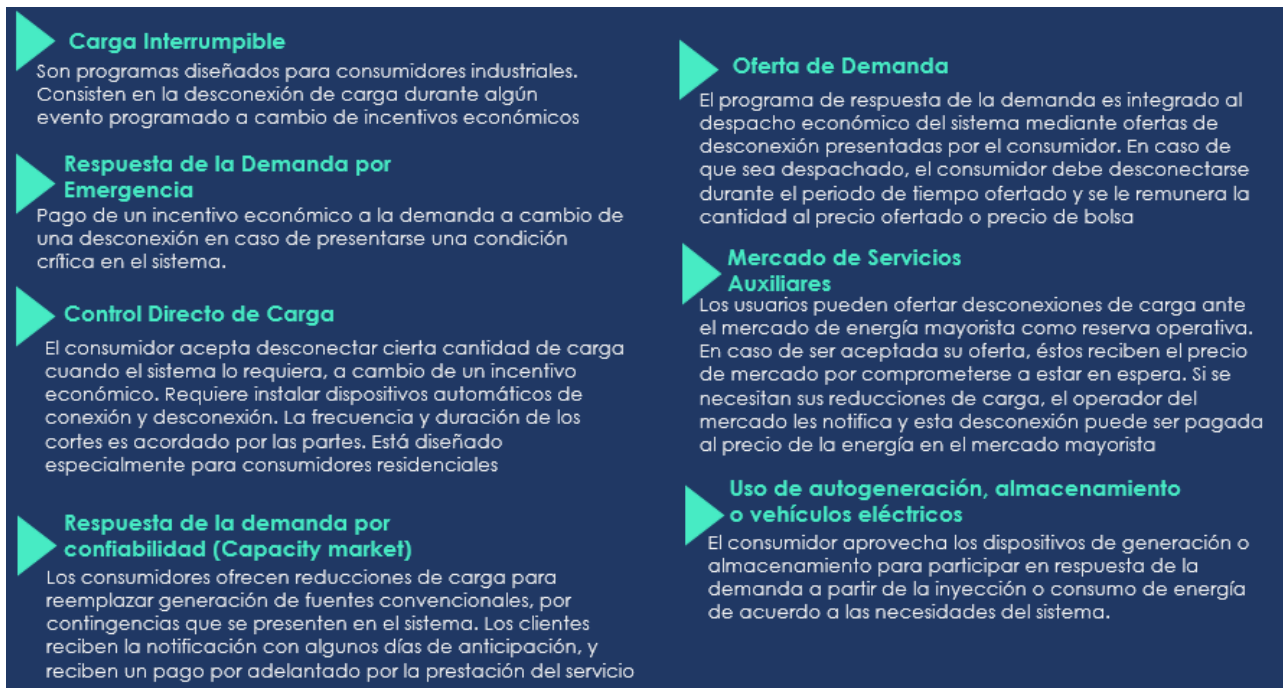 Carga Interrumpible
Son programas diseñados para consumidores industriales.
Consisten en la desconexión de carga durante algún
evento programado a cambio de incentivos económicos
Respuesta de la Demanda por
Emergencia
Pago de un incentivo económico a la demanda a cambio de
una desconexión en caso de presentarse una condición
crítica en el sistema.
Control Directo de Carga
El consumidor acepta desconectar cierta cantidad de carga
cuando el sistema lo requiera, a cambio de un incentivo
económico. Requiere instalar dispositivos automáticos de
conexión y desconexión. La frecuencia y duración de los
cortes es acordado por las partes. Está diseñado
especialmente para consumidores residenciales
Respuesta de la demanda por
confiabilidad (Capacity market)
Los consumidores ofrecen reducciones de carga para
reemplazar generación de fuentes convencionales, por
contingencias que se presenten en el sistema. Los clientes
reciben la notificación con algunos días de anticipación, y
reciben un pago por adelantado por la prestación del servicio
Oferta de Demanda
El programa de respuesta de la demanda es integrado al
despacho económico del sistema mediante ofertas de
desconexión presentadas por el consumidor. En caso de
que sea despachado, el consumidor debe desconectarse
durante el periodo de tiempo ofertado y se le remunera la
cantidad al precio ofertado o precio de bolsa
Mercado de Servicios
Auxiliares
Los usuarios pueden ofertar desconexiones de carga ante
el mercado de energía mayorista como reserva operativa.
En caso de ser aceptada su oferta, éstos reciben el precio
de mercado por comprometerse a estar en espera. Si se
necesitan sus reducciones de carga, el operador del
mercado les notifica y esta desconexión puede ser pagada
al precio de la energía en el mercado mayorista
Uso de autogeneración, almacenamiento
o vehículos eléctricos
El consumidor aprovecha los dispositivos de generación o
almacenamiento para participar en respuesta de la
demanda a partir de la inyección o consumo de energía
de acuerdo a las necesidades del sistema.